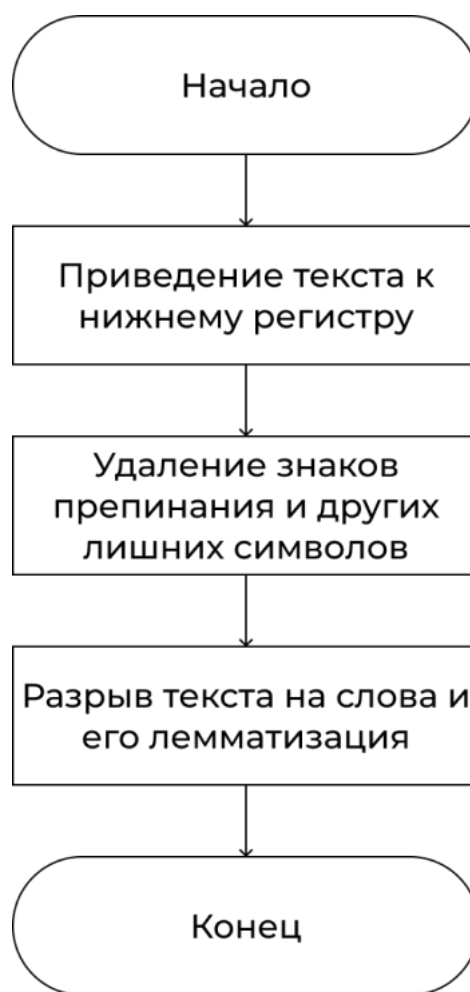 Начало
Приведение текста к
нижнему регистру
Удаление знаков
препинания и других
лишних символов
Разрыв текста на слова и
его лемматизация
Конец